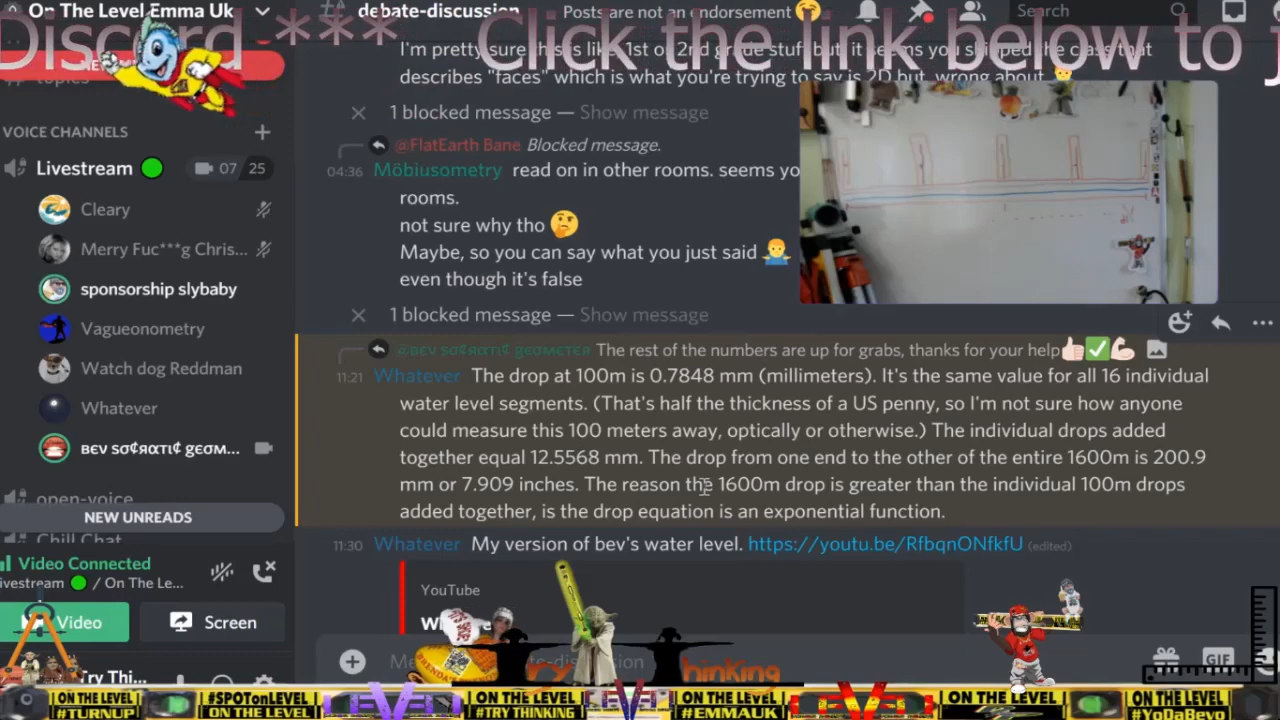 On The Level Emma Uk
debate-discussion
Posts are not an endorsement
Search
Discord *** Click the link below to j
I'm pretty sure this is like 1st or 2nd grade stuff but it seems you skipped the class that
describes "faces" which is what you're trying to say is 2D but, wrong about
1 blocked message — Show message
@FlatEarth Bane Blocked message.
04:36 Möbiusometry read on in other rooms. seems yo
rooms.
not sure why tho
Maybe, so you can say what you just said
even though it's false
1 blocked message — Show message
@BEV SO¢RATI¢ GEOMETER The rest of the numbers are up for grabs, thanks for your help
11:21 Whatever The drop at 100m is 0.7848 mm (millimeters). It's the same value for all 16 individual
water level segments. (That's half the thickness of a US penny, so I'm not sure how anyone
could measure this 100 meters away, optically or otherwise.) The individual drops added
together equal 12.5568 mm. The drop from one end to the other of the entire 1600m is 200.9
mm or 7.909 inches. The reason the 1600m drop is greater than the individual 100m drops
added together, is the drop equation is an exponential function.
11:30 Whatever My version of bev's water level. https://youtu.be/RfbqnONfkfU (edited)
YouTube
topics
VOICE CHANNELS
Livestream 07 25
Cleary
Merry Fuc***g Chris...
sponsorship slybaby
Vagueonometry
Watch dog Reddman
Whatever
BEV SO¢RATI¢ GEOM...
open-voice
NEW UNREADS
Chill Chat
Video Connected
ivestream / On The Le...
Video
Screen
Try Thi...
GIF
ON THE LEVEL #TURNUP
#SPOTonLEVEL ON THE LEVEL
ON THE LEVEL #TRY THINKING
ON THE LEVEL #EMMAUK
ON THE LEVEL
ON THE LEVEL #YoDaBev